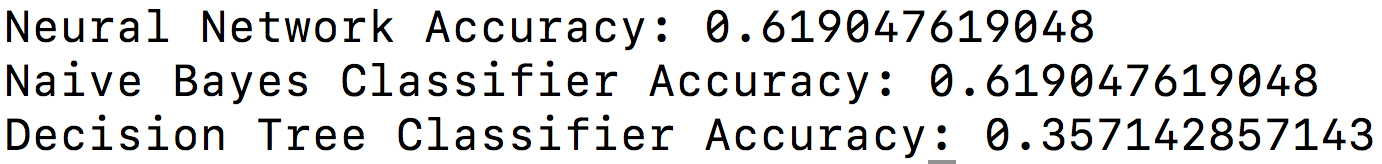 Neural Network Accuracy: 0.619047619048
Naive Bayes Classifier Accuracy: 0.619047619048
Decision Tree Classifier Accuracy: 0.357142857143